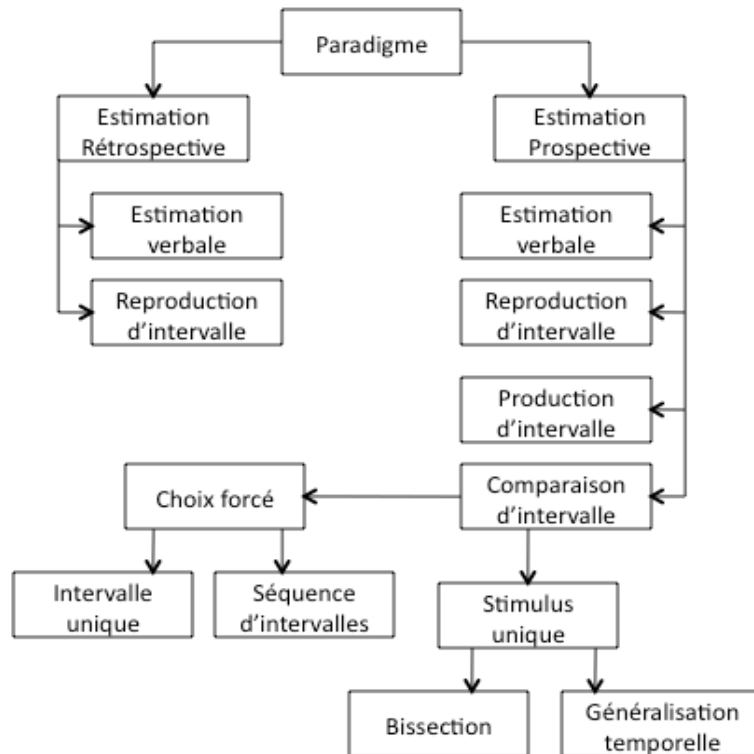 Paradigme
Estimation
Rétrospective
Estimation
Prospective
Estimation
verbale
Estimation
verbale
Reproduction
d’intervalle
Reproduction
d’intervalle
Production
d’intervalle
Choix forcé
Comparaison
d’intervalle
Intervalle
unique
Séquence
d’intervalles
Stimulus
unique
Bissection
Généralisation
temporelle